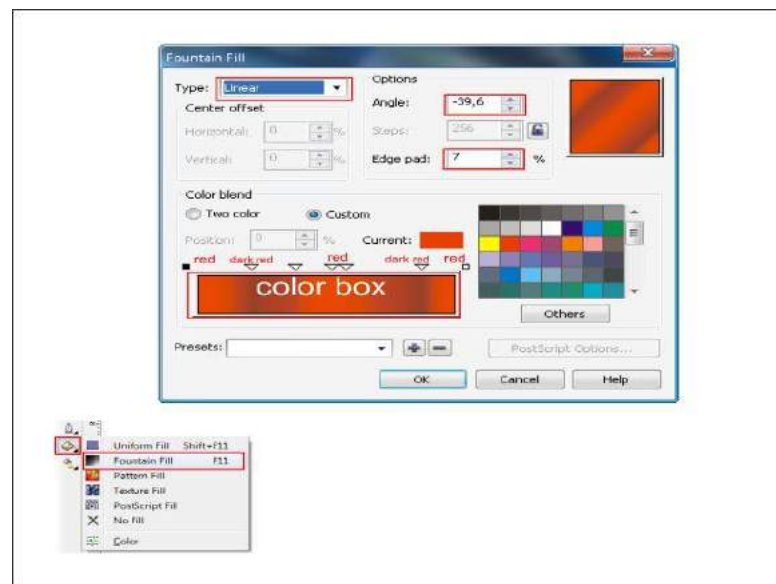 Fountain Fill
Type: Linear
Center offset
Horizontal: 0 %
Vertical: 0 %
Options
Angle: -39,6
Steps: 256
Edge pad: 7 %
Color blend
Two color Custom
Position: 0 % Current:
red dark red red dark red red
color box
Others
Presets: PostScript Options...
OK Cancel Help
Uniform Fill Shift+F11
Fountain Fill F11
Pattern Fill
Texture Fill
PostScript Fill
No fill
Color